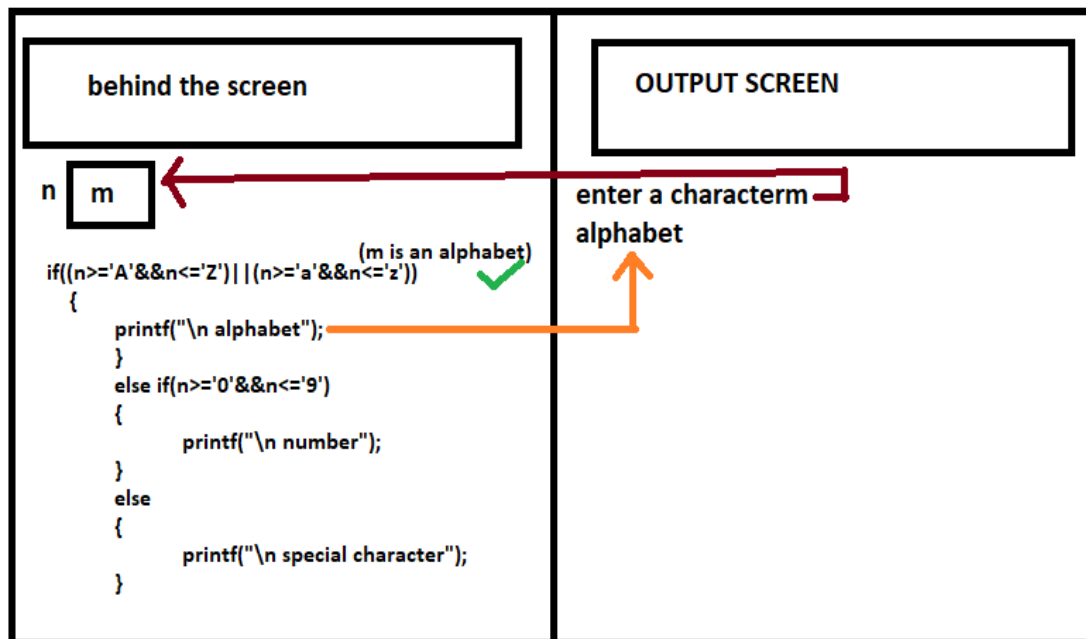 behind the screen
n m
(m is an alphabet)
if((n>='A'&&n<='Z')||(n>='a'&&n<='z'))
{
printf("\n alphabet");
}
else if(n>='0'&&n<='9')
{
printf("\n number");
}
else
{
printf("\n special character");
}
OUTPUT SCREEN
enter a characterm
alphabet